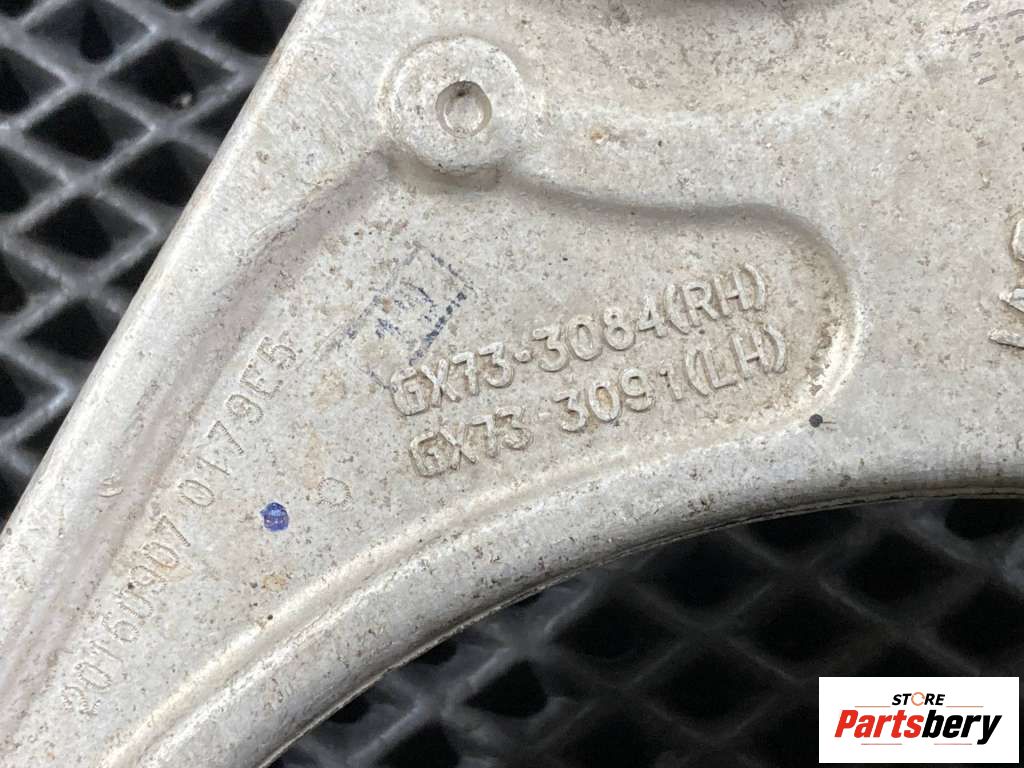 GX73-3084(RH)
GX73-3091(LH)
20160907 0179E5
STORE
Partsbery